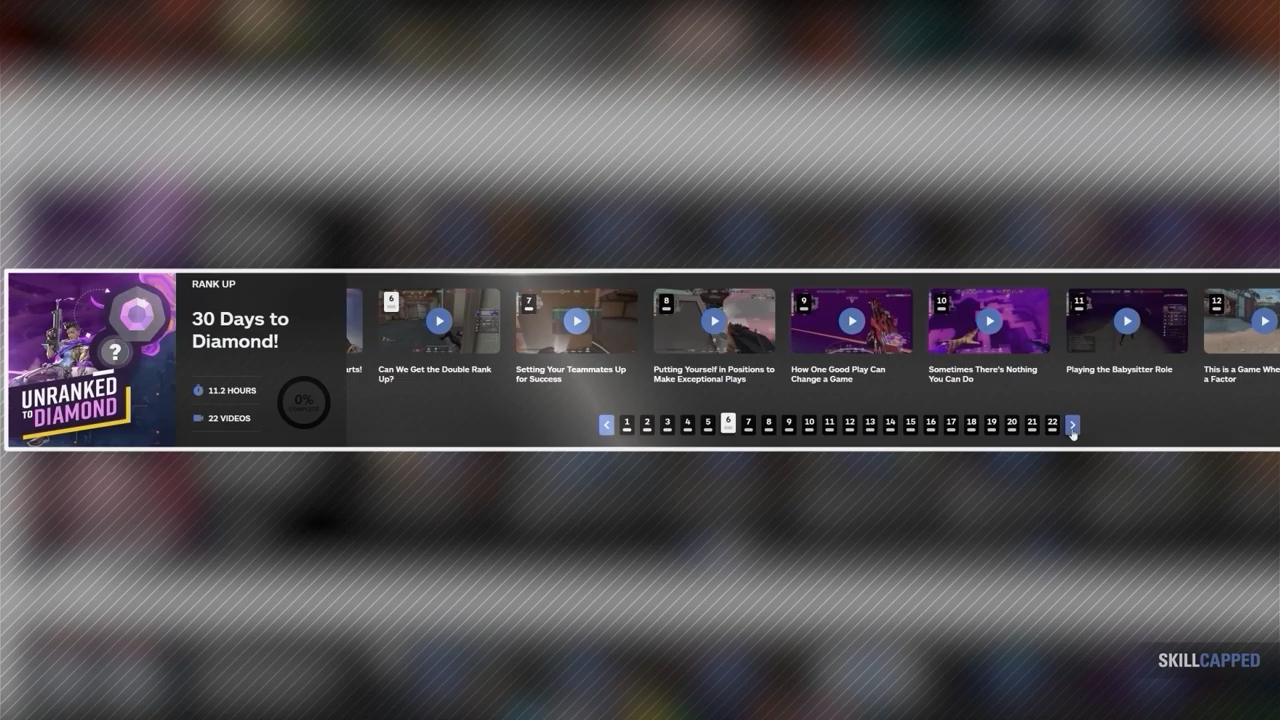 RANK UP
30 Days to
Diamond!
11.2 HOURS
22 VIDEOS
0%
COMPLETE
?
UNRANKED
TO DIAMOND
arts!
6
Can We Get the Double Rank
Up?
7
Setting Your Teammates Up
for Success
8
Putting Yourself in Positions to
Make Exceptional Plays
9
How One Good Play Can
Change a Game
10
Sometimes There's Nothing
You Can Do
11
Playing the Babysitter Role
12
This is a Game Whe
a Factor
1 2 3 4 5 6 7 8 9 10 11 12 13 14 15 16 17 18 19 20 21 22
SKILLCAPPED